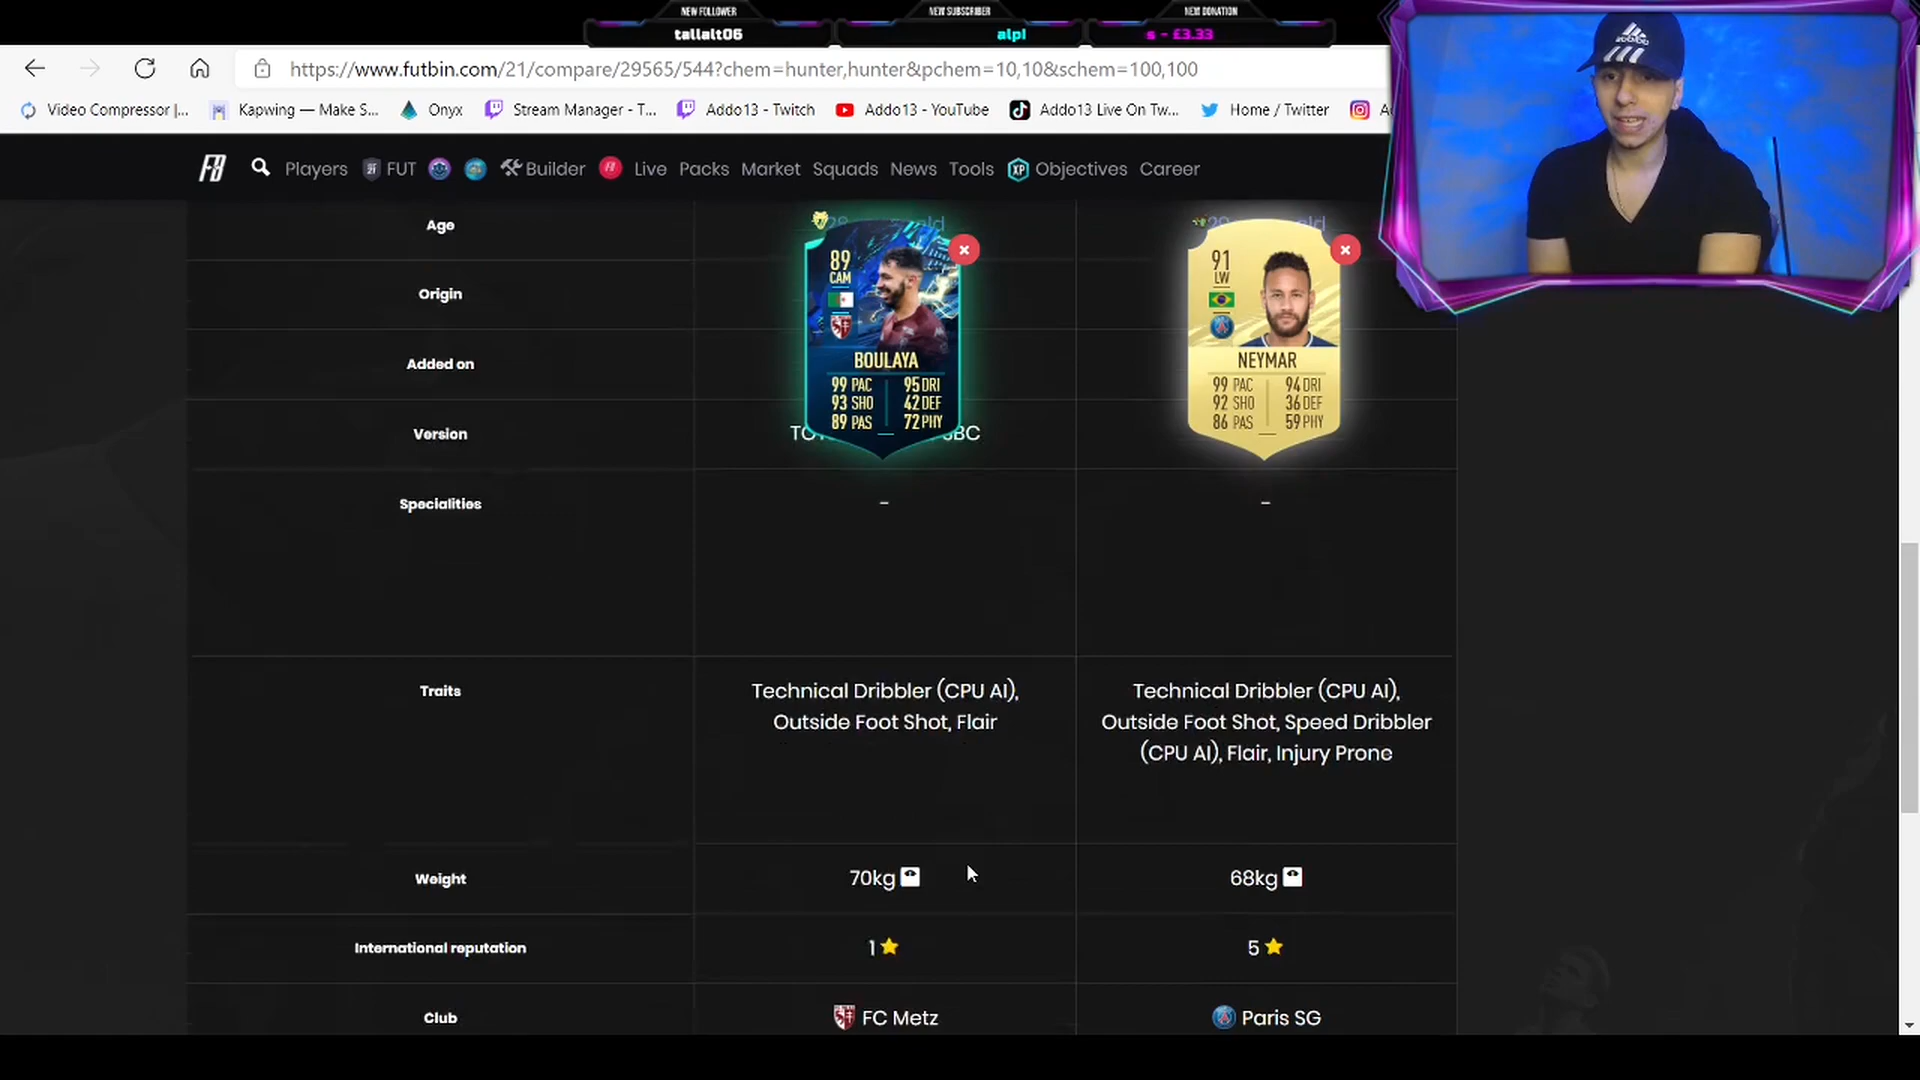 NEW FOLLOWER
tallalt06
NEW SUBSCRIBER
alpl
NEW DONATION
s - £3.33
https://www.futbin.com/21/compare/29565/544?chem=hunter,hunter&pchem=10,10&schem=100,100
Video Compressor |... Kapwing — Make S... Onyx Stream Manager - T... Addo13 - Twitch Addo13 - YouTube Addo13 Live On Tw... Home / Twitter
Players FUT Builder Live Packs Market Squads News Tools XP Objectives Career
Age
Origin
Added on
Version
89
CAM
BOULAYA
99 PAC 95 DRI
93 SHO 42 DEF
89 PAS 72 PHY
91
LW
NEYMAR
99 PAC 94 DRI
92 SHO 36 DEF
86 PAS 59 PHY
Specialities - -
Traits
Technical Dribbler (CPU AI),
Outside Foot Shot, Flair
Technical Dribbler (CPU AI),
Outside Foot Shot, Speed Dribbler
(CPU AI), Flair, Injury Prone
Weight 70kg 68kg
International reputation 1 5
Club FC Metz Paris SG